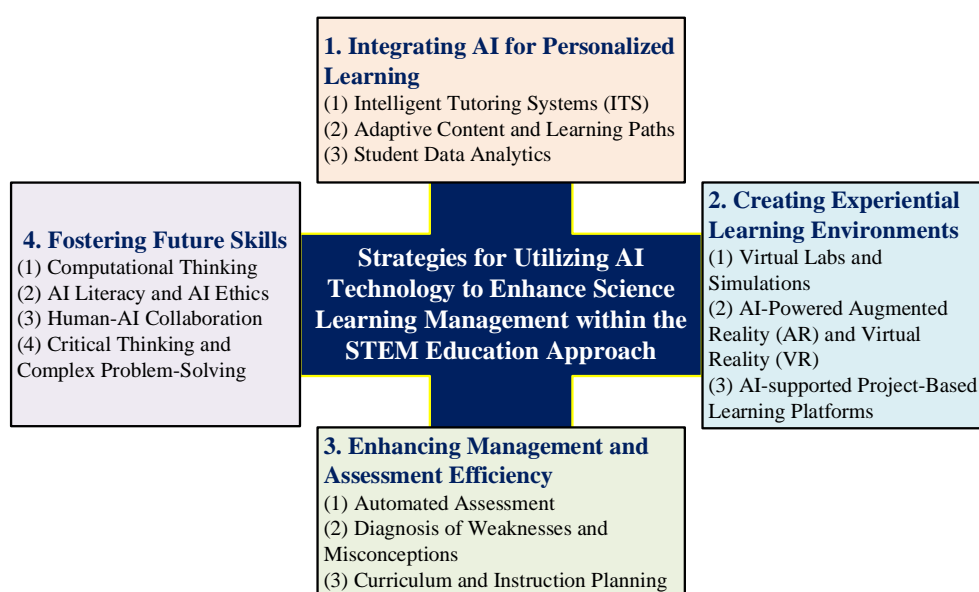 1. Integrating AI for Personalized
Learning
(1) Intelligent Tutoring Systems (ITS)
(2) Adaptive Content and Learning Paths
(3) Student Data Analytics
2. Creating Experiential
Learning Environments
(1) Virtual Labs and
Simulations
(2) AI-Powered Augmented
Reality (AR) and Virtual
Reality (VR)
(3) AI-supported Project-Based
Learning Platforms
4. Fostering Future Skills
(1) Computational Thinking
(2) AI Literacy and AI Ethics
(3) Human-AI Collaboration
(4) Critical Thinking and
Complex Problem-Solving
Strategies for Utilizing AI
Technology to Enhance Science
Learning Management within the
STEM Education Approach
3. Enhancing Management and
Assessment Efficiency
(1) Automated Assessment
(2) Diagnosis of Weaknesses and
Misconceptions
(3) Curriculum and Instruction Planning